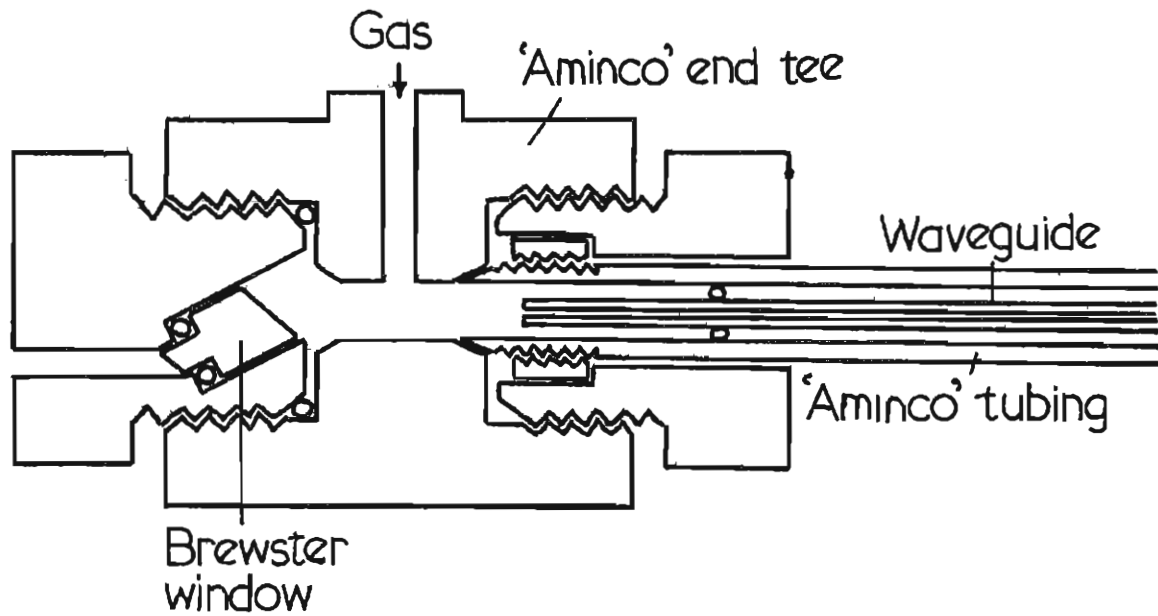 Gas
'Aminco' end tee
Waveguide
'Aminco' tubing
Brewster
window